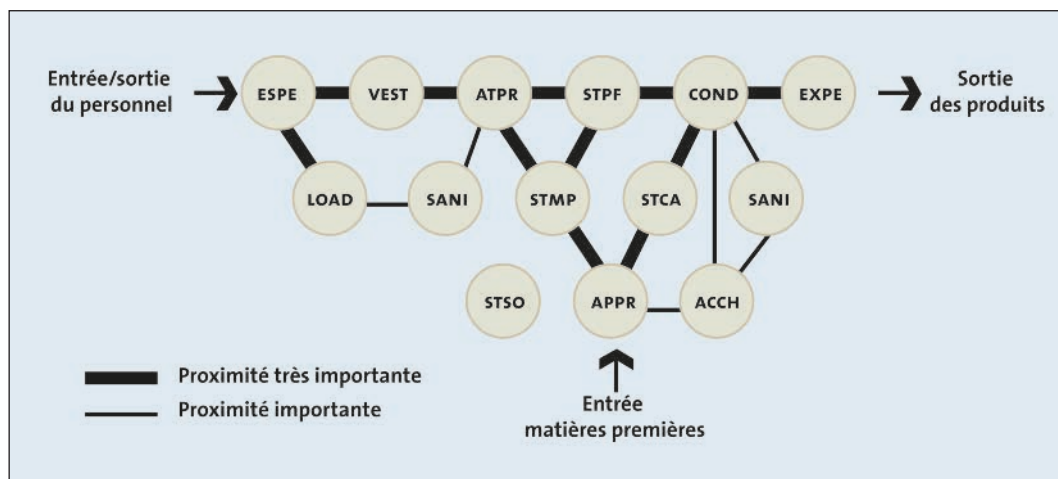 Entrée/sortie
du personnel
ESPE
VEST
ATPR
STPF
COND
EXPE
Sortie
des produits
LOAD
SANI
STMP
STCA
SANI
STSO
APPR
ACCH
Proximité très importante
Proximité importante
Entrée
matières premières